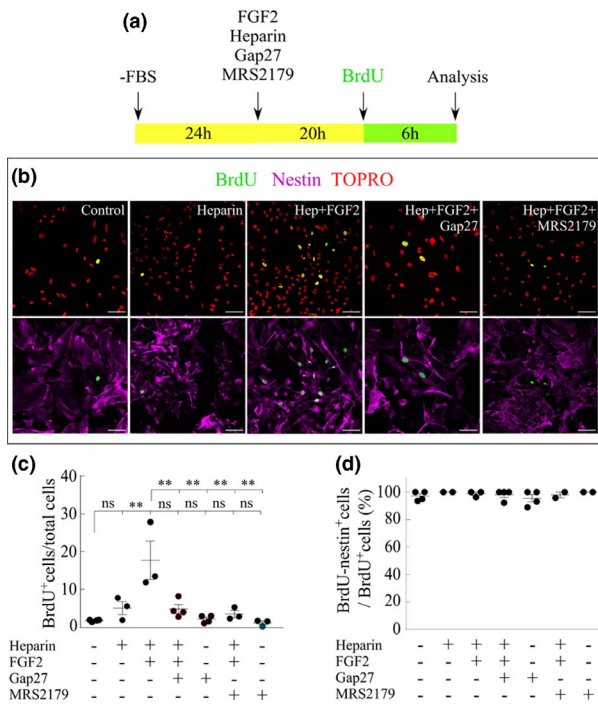 (a)
FGF2
Heparin
Gap27
MRS2179
-FBS
BrdU
Analysis
24h
20h
6h
(b)
BrdU Nestin TOPRO
Control
Heparin
Hep+FGF2
Hep+FGF2+
Gap27
Hep+FGF2+
MRS2179
(c)
BrdU+cells/total cells
40
30
20
10
0
** ** ** ** **
ns ** ns ns ns ns
Heparin - + + + - - -
FGF2 - - + + - + -
Gap27 - - - + + - -
MRS2179 - - - - - + +
(d)
BrdU-nestin+cells
/ BrdU+cells (%)
100
80
60
40
20
0
Heparin - + + + - + -
FGF2 - - + + - + -
Gap27 - - - + + - -
MRS2179 - - - - - + +